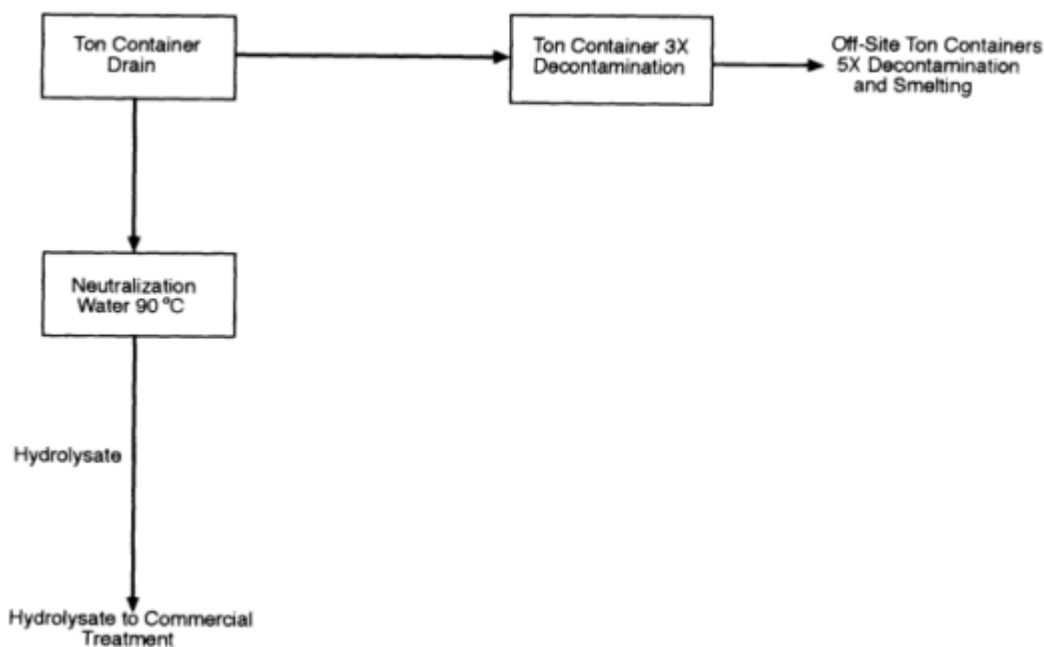 Ton Container
Drain
Ton Container 3X
Decontamination
Off-Site Ton Containers
5X Decontamination
and Smelting
Neutralization
Water 90 °C
Hydrolysate
Hydrolysate to Commercial
Treatment